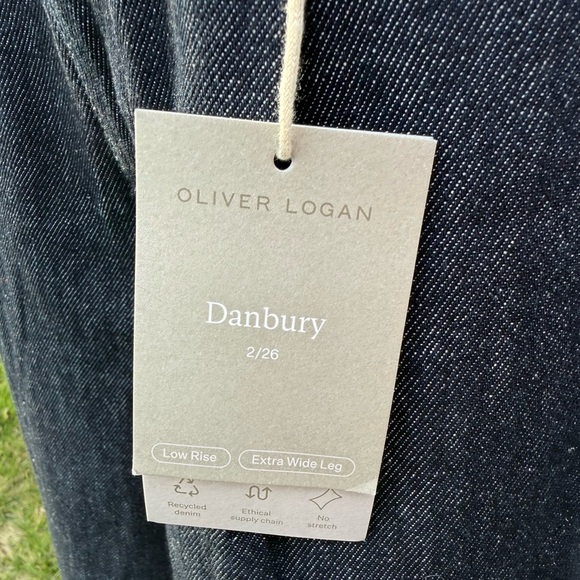 OLIVER LOGAN
Danbury
2/26
Low Rise
Extra Wide Leg
Recycled
denim
Ethical
supply chain
No
stretch